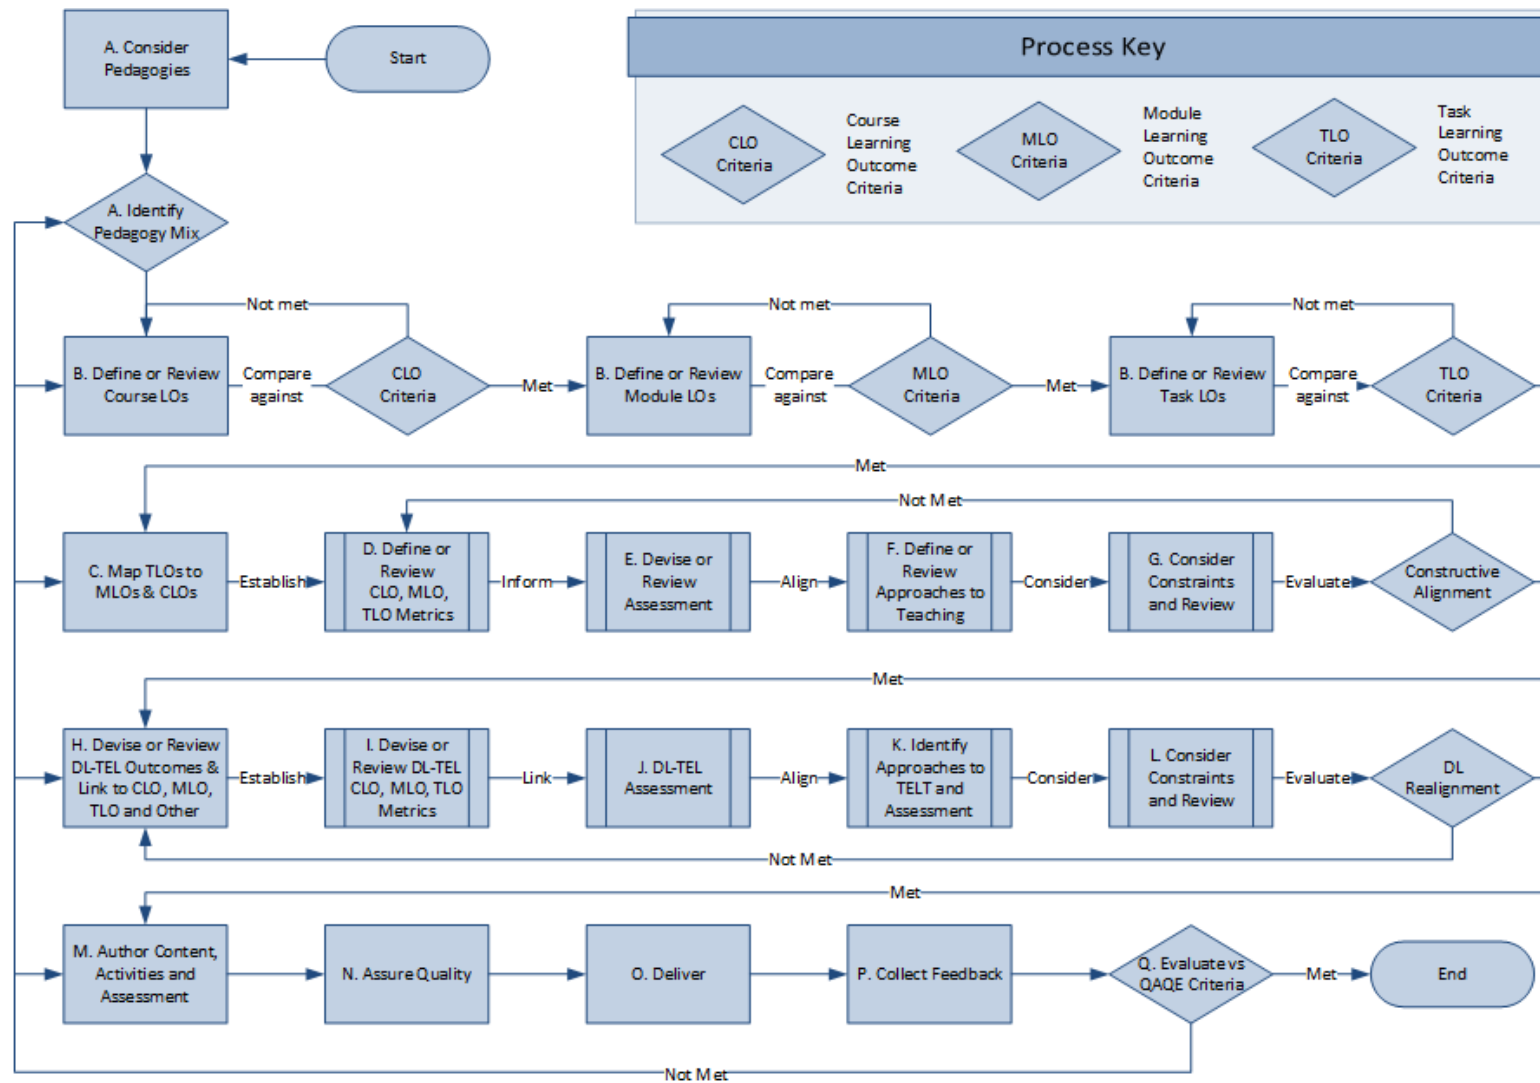 A. Consider
Pedagogies
Start
Process Key
CLO
Criteria
Course
Learning
Outcome
Criteria
MLO
Criteria
Module
Learning
Outcome
Criteria
TLO
Criteria
Task
Learning
Outcome
Criteria
A. Identify
Pedagogy Mix
Not met
Not met
Not met
B. Define or Review
Course LOs
Compare
against
CLO
Criteria
Met
B. Define or Review
Module LOs
Compare
against
MLO
Criteria
Met
B. Define or Review
Task LOs
Compare
against
TLO
Criteria
Met
Not Met
C. Map TLOs to
MLOs & CLOs
Establish
D. Define or
Review
CLO, MLO,
TLO Metrics
Inform
E. Devise or
Review
Assessment
Align
F. Define or
Review
Approaches to
Teaching
Consider
G. Consider
Constraints
and Review
Evaluate
Constructive
Alignment
Met
H. Devise or Review
DL-TEL Outcomes &
Link to CLO, MLO,
TLO and Other
Establish
I. Devise or
Review DL-TEL
CLO, MLO, TLO
Metrics
Link
J. DL-TEL
Assessment
Align
K. Identify
Approaches to
TELT and
Assessment
Consider
L. Consider
Constraints
and Review
Evaluate
DL
Realignment
Not Met
Met
M. Author Content,
Activities and
Assessment
N. Assure Quality
O. Deliver
P. Collect Feedback
Q. Evaluate vs
QAQE Criteria
Met
End
Not Met